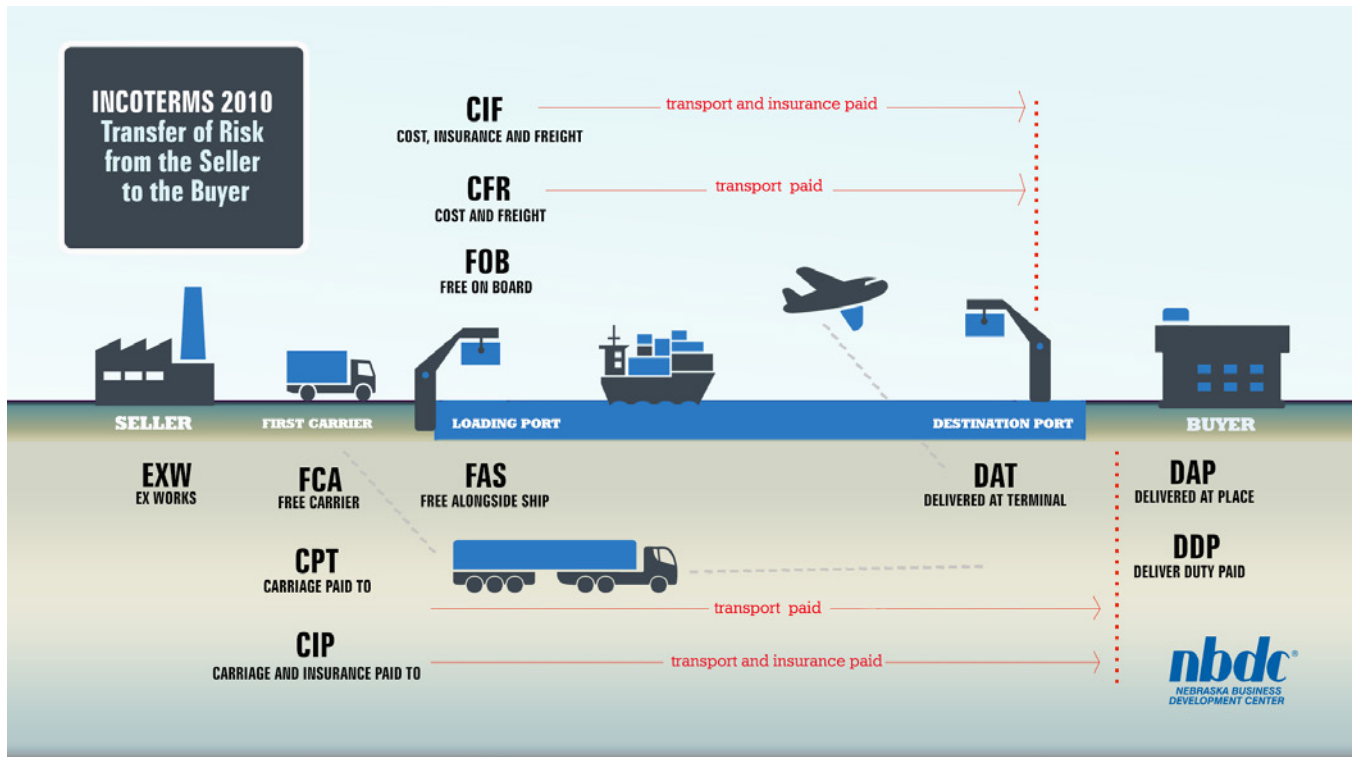 INCOTERMS 2010
Transfer of Risk
from the Seller
to the Buyer
CIF
COST, INSURANCE AND FREIGHT
transport and insurance paid
CFR
COST AND FREIGHT
transport paid
FOB
FREE ON BOARD
SELLER
FIRST CARRIER
LOADING PORT
DESTINATION PORT
BUYER
EXW
EX WORKS
FCA
FREE CARRIER
FAS
FREE ALONGSIDE SHIP
DAT
DELIVERED AT TERMINAL
DAP
DELIVERED AT PLACE
CPT
CARRIAGE PAID TO
transport paid
DDP
DELIVER DUTY PAID
CIP
CARRIAGE AND INSURANCE PAID TO
transport and insurance paid
nbdc®
NEBRASKA BUSINESS
DEVELOPMENT CENTER